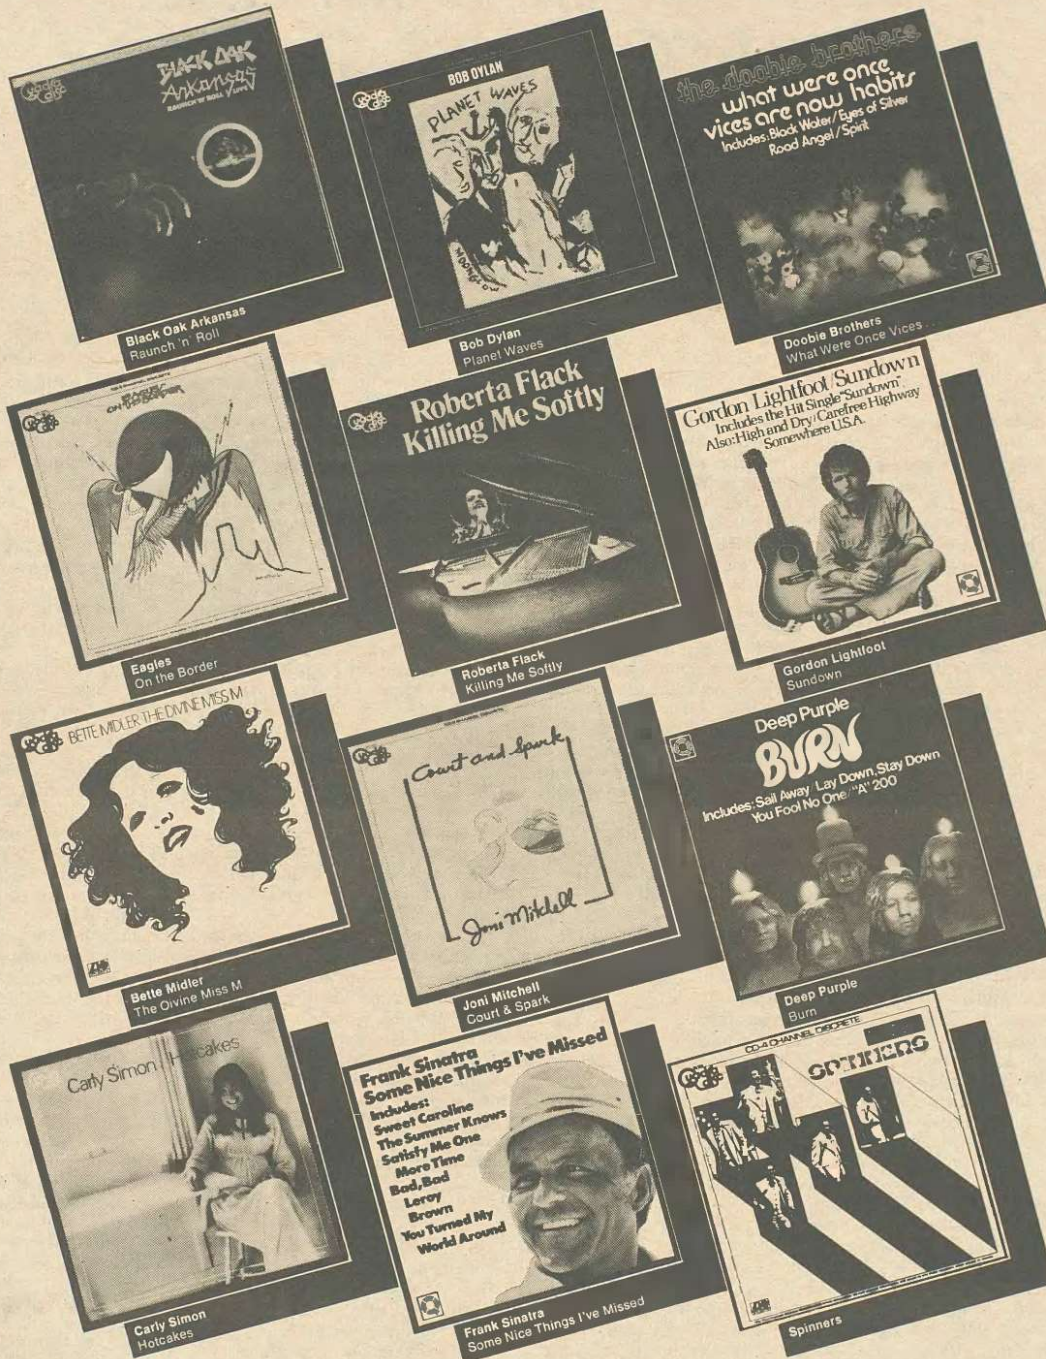 BLACK OAK
Arkansas
RAUNCH 'N' ROLL LIVE
Black Oak Arkansas
Raunch 'n' Roll
BOB DYLAN
PLANET WAVES
MOONGLOW
Bob Dylan
Planet Waves
the doobie brothers
what were once
vices are now habits
Includes: Black Water/Eyes of Silver
Road Angel/Spirit
Doobie Brothers
What Were Once Vices...
EAGLES
ON THE BORDER
Eagles
On the Border
Roberta Flack
Killing Me Softly
Roberta Flack
Killing Me Softly
Gordon Lightfoot/Sundown
Includes the Hit Single "Sundown"
Also: High and Dry/Carefree Highway
Somewhere U.S.A.
Gordon Lightfoot
Sundown
BETTE MIDLER THE DIVINE MISS M
Bette Midler
The Divine Miss M
Court and Spark
Joni Mitchell
Joni Mitchell
Court & Spark
Deep Purple
BURN
Includes: Sail Away/Lay Down, Stay Down
You Fool No One/"A" 200
Deep Purple
Burn
Carly Simon Hotcakes
Carly Simon
Hotcakes
Frank Sinatra
Some Nice Things I've Missed
Includes:
Sweet Caroline
The Summer Knows
Satisfy Me One
More Time
Bad, Bad
Leroy
Brown
You Turned My
World Around
Frank Sinatra
Some Nice Things I've Missed
CD-4 CHANNEL DISCRETE
SPINNERS
Spinners